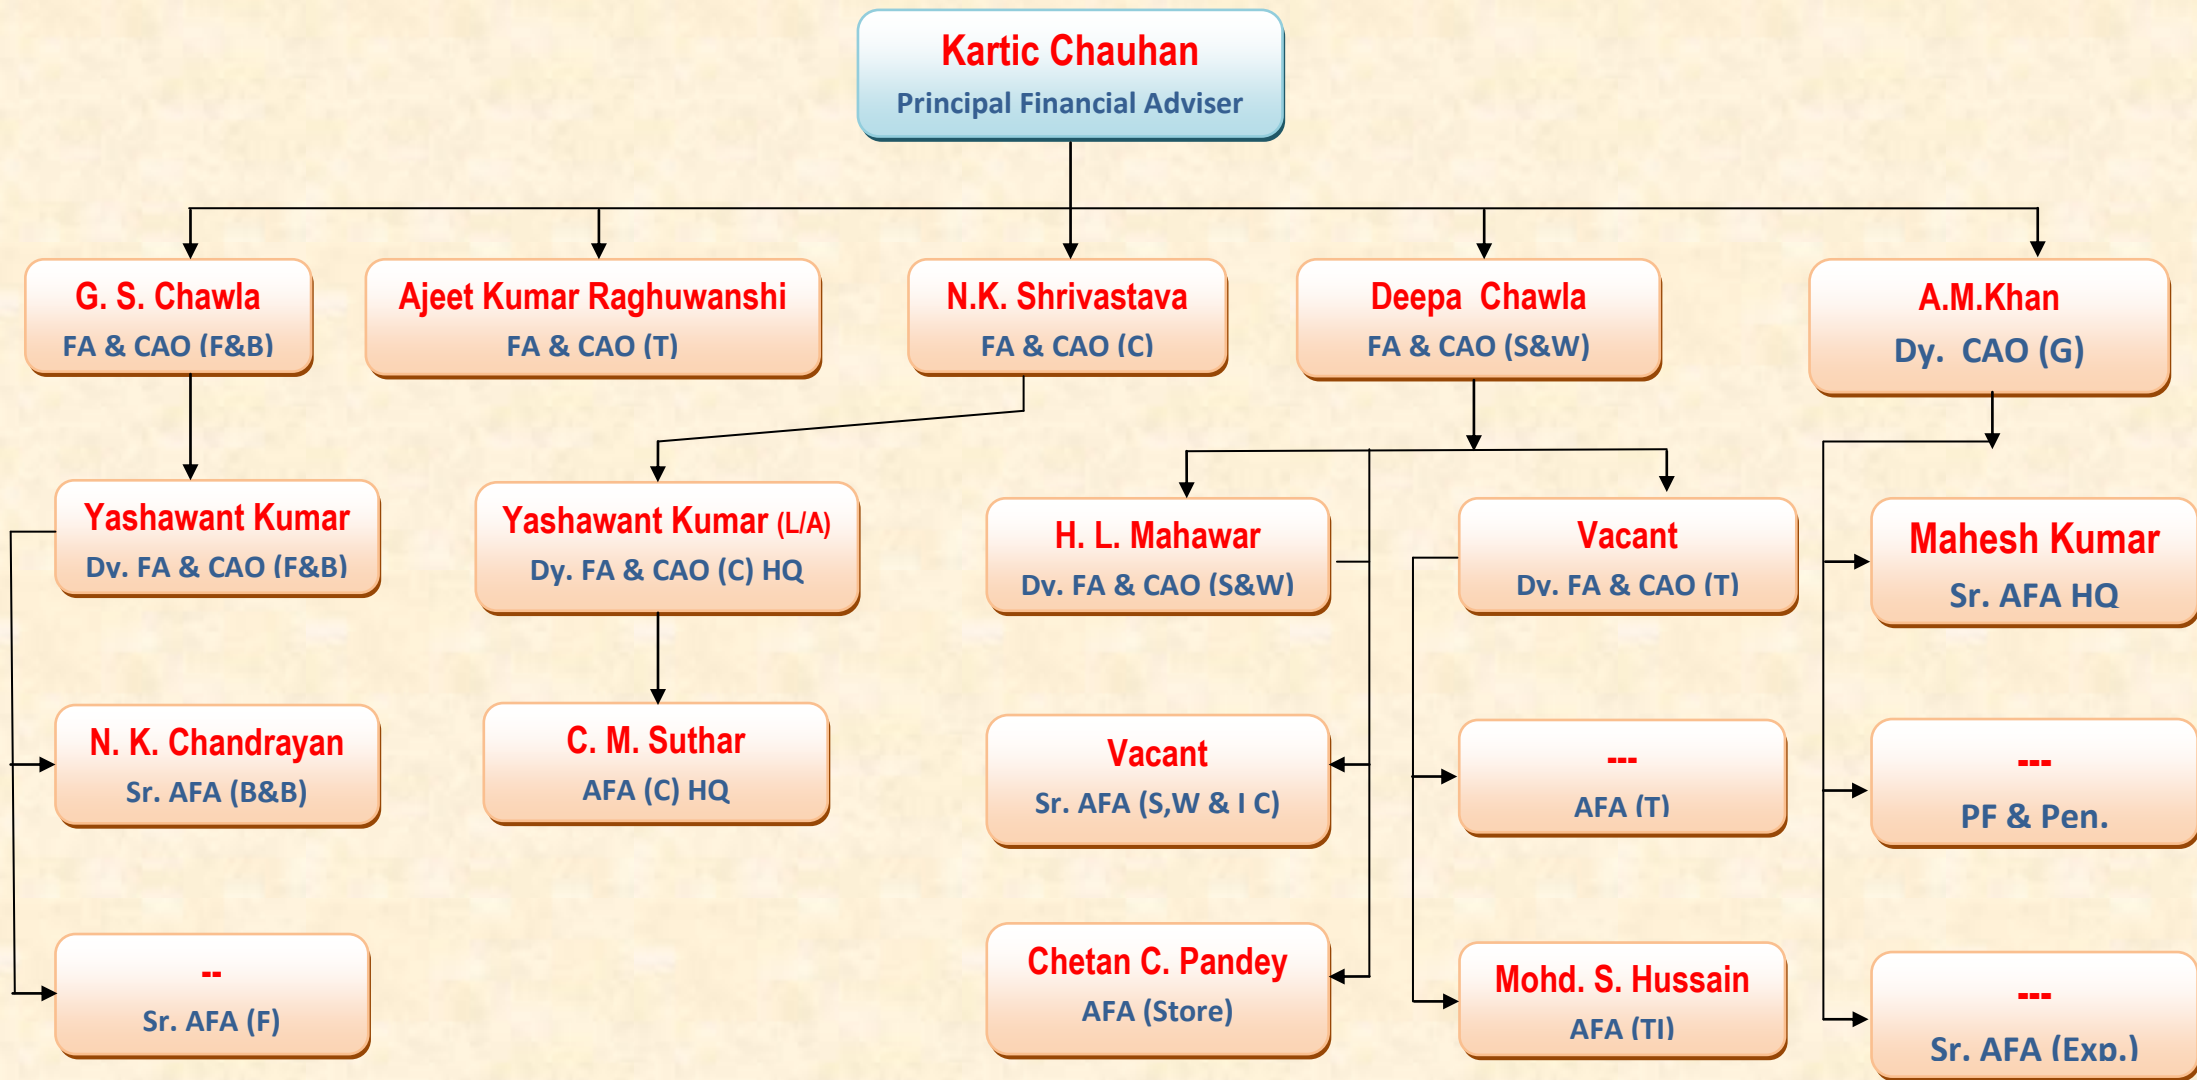 Kartic Chauhan
Principal Financial Adviser
G. S. Chawla
FA & CAO (F&B)
Ajeet Kumar Raghuwanshi
FA & CAO (T)
N.K. Shrivastava
FA & CAO (C)
Deepa Chawla
FA & CAO (S&W)
A.M.Khan
Dy. CAO (G)
Yashawant Kumar
Dy. FA & CAO (F&B)
Yashawant Kumar (L/A)
Dy. FA & CAO (C) HQ
H. L. Mahawar
Dy. FA & CAO (S&W)
Vacant
Dy. FA & CAO (T)
Mahesh Kumar
Sr. AFA HQ
N. K. Chandrayan
Sr. AFA (B&B)
C. M. Suthar
AFA (C) HQ
Vacant
Sr. AFA (S,W & I C)
---
AFA (T)
---
PF & Pen.
--
Sr. AFA (F)
Chetan C. Pandey
AFA (Store)
Mohd. S. Hussain
AFA (TI)
---
Sr. AFA (Exp.)